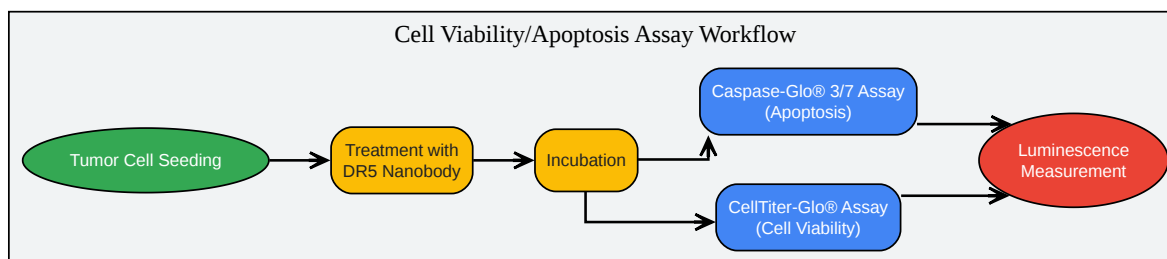 Cell Viability/Apoptosis Assay Workflow
Tumor Cell Seeding
Treatment with
DR5 Nanobody
Incubation
Caspase-Glo® 3/7 Assay
(Apoptosis)
CellTiter-Glo® Assay
(Cell Viability)
Luminescence
Measurement